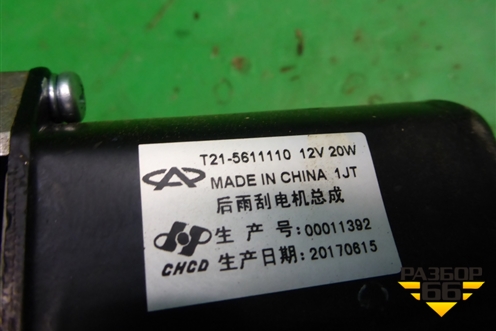 T21-5611110 12V 20W
MADE IN CHINA 1JT
后雨刮电机总成
生产号:00011392
CHCD
生产日期:20170615
РАЗБОР
66